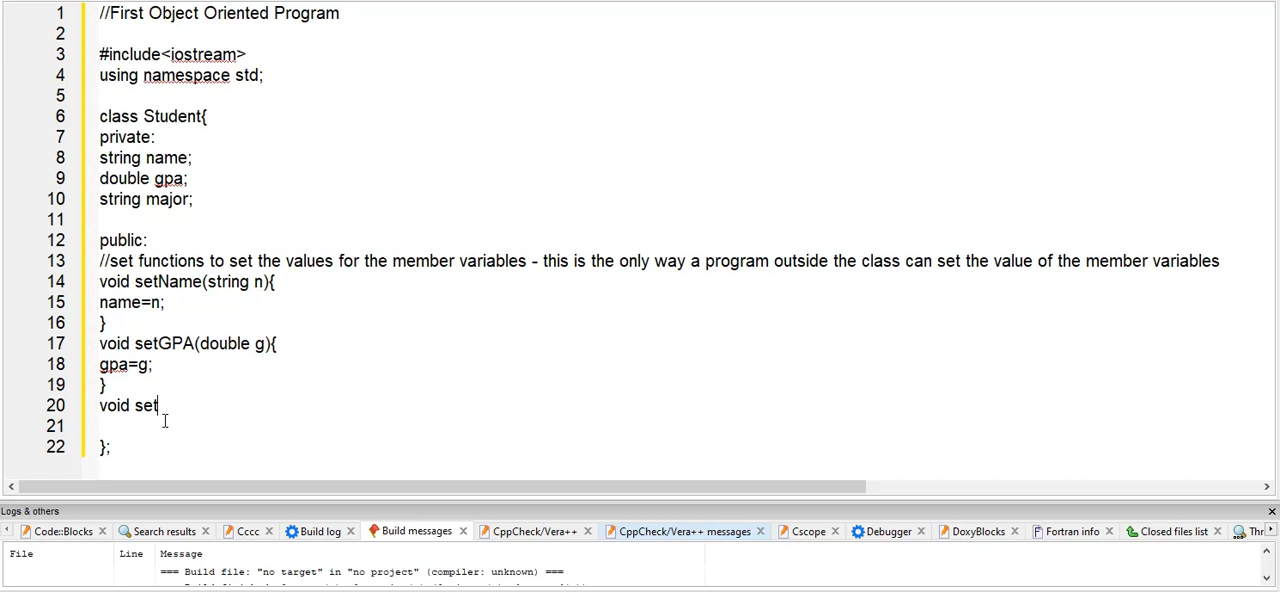 1 //First Object Oriented Program
2
3 #include<iostream>
4 using namespace std;
5
6 class Student{
7 private:
8 string name;
9 double gpa;
10 string major;
11
12 public:
13 //set functions to set the values for the member variables - this is the only way a program outside the class can set the value of the member variables
14 void setName(string n){
15 name=n;
16 }
17 void setGPA(double g){
18 gpa=g;
19 }
20 void set
21
22 };
Logs & others
Code::Blocks Search results Cccc Build log Build messages CppCheck/Vera++ CppCheck/Vera++ messages Cscope Debugger DoxyBlocks Fortran info Closed files list
File Line Message
=== Build file: "no target" in "no project" (compiler: unknown) ===